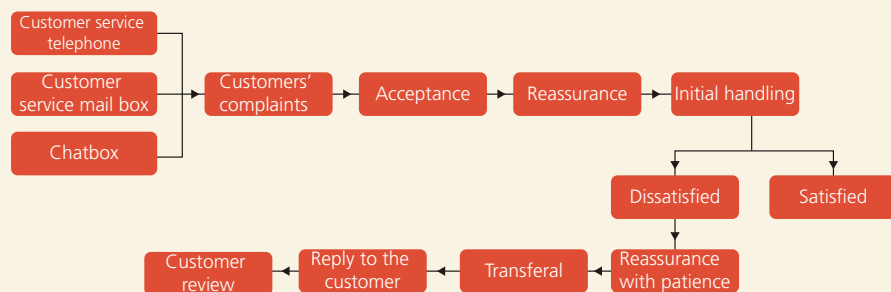 Customer service
telephone
Customer
service mail box
Chatbox
Customers'
complaints
Acceptance
Reassurance
Initial handling
Dissatisfied
Satisfied
Reassurance
with patience
Transferal
Reply to the
customer
Customer
review